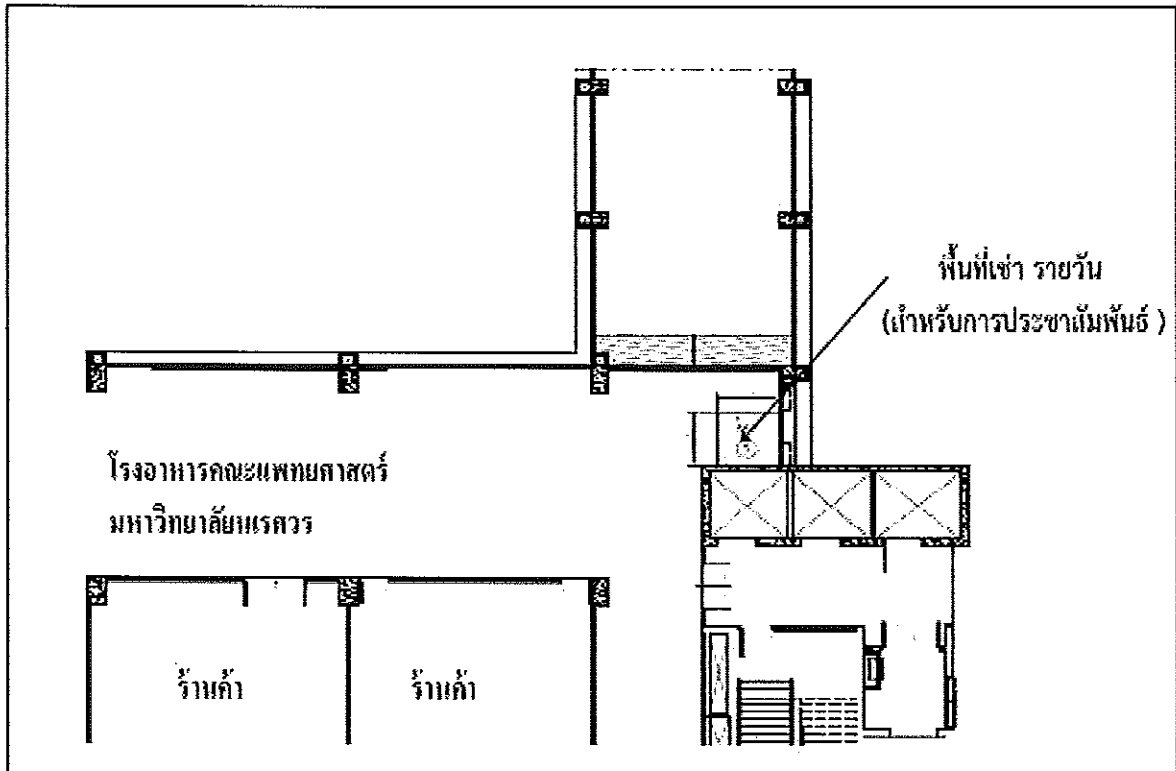 พื้นที่เช่า รายวัน
(สำหรับการประชาสัมพันธ์ )
โรงอาหารคณะแพทยศาสตร์
มหาวิทยาลัยนเรศวร
ร้านค้า
ร้านค้า